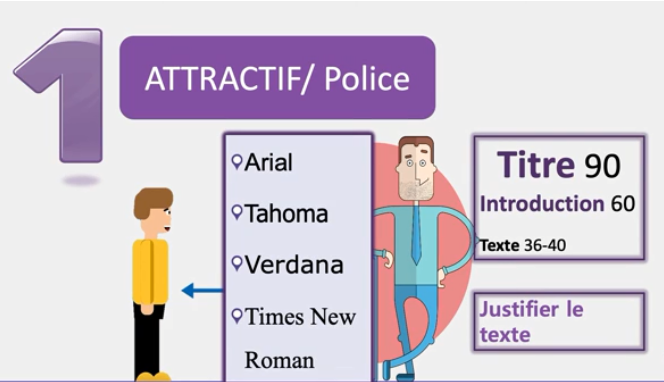 1
ATTRACTIF/ Police
Arial
Tahoma
Verdana
Times New
Roman
Titre 90
Introduction 60
Texte 36-40
Justifier le
texte